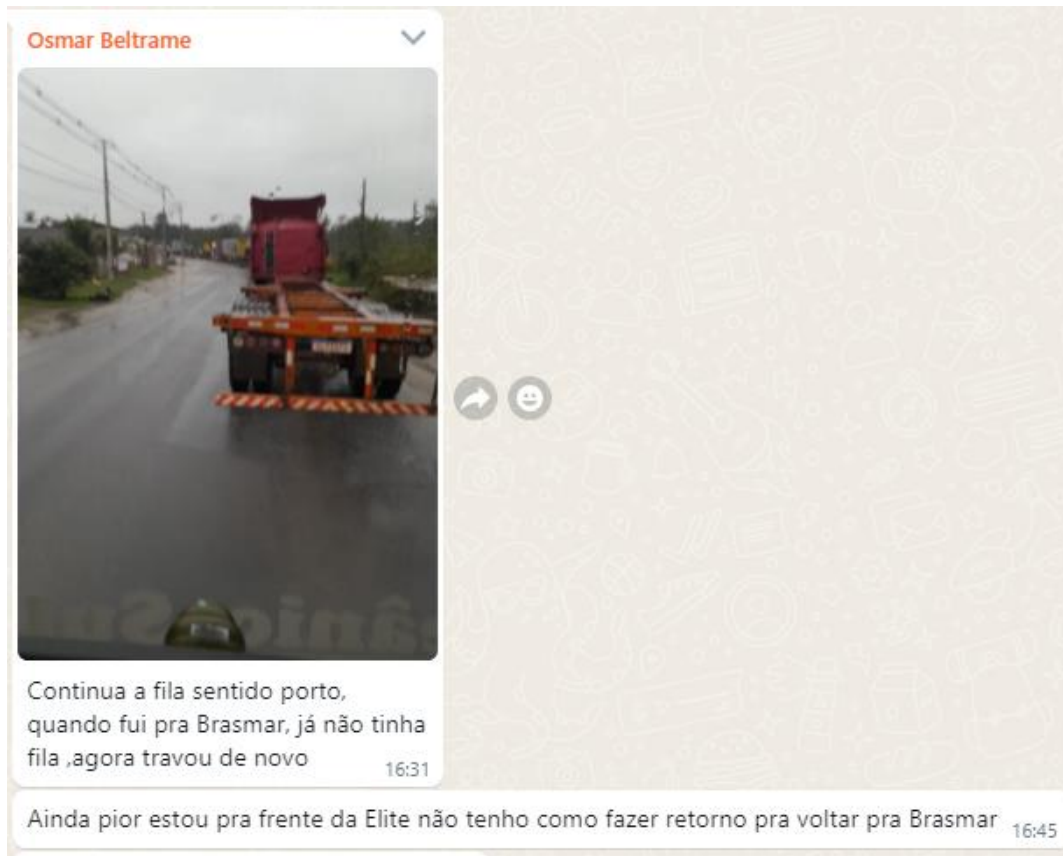 Osmar Beltrame
Continua a fila sentido porto,
quando fui pra Brasmar, já não tinha
fila ,agora travou de novo
16:31
Ainda pior estou pra frente da Elite não tenho como fazer retorno pra voltar pra Brasmar
16:45